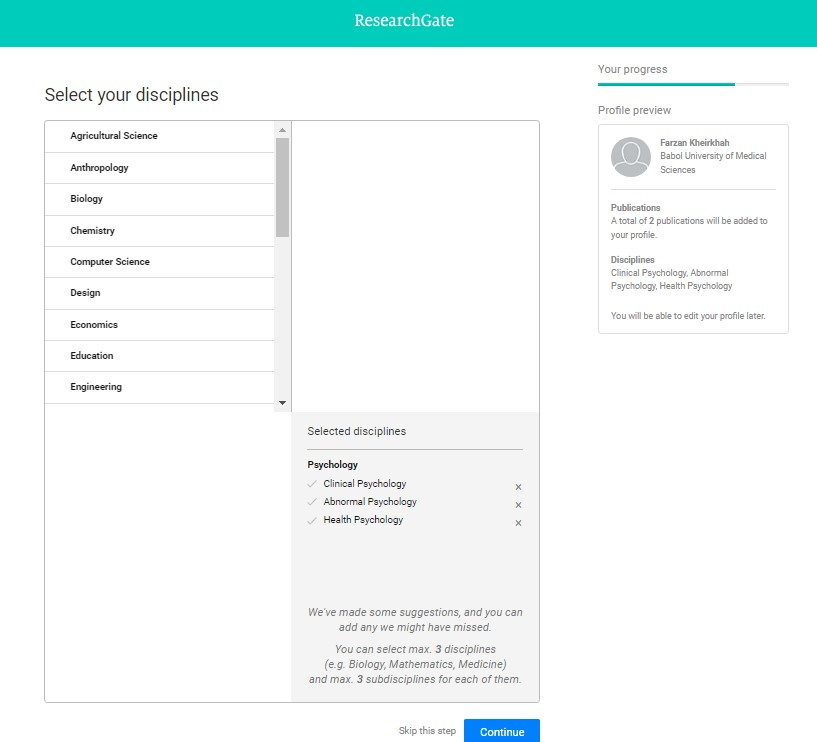 ResearchGate
Select your disciplines
Agricultural Science
Anthropology
Biology
Chemistry
Computer Science
Design
Economics
Education
Engineering
Selected disciplines
Psychology
Clinical Psychology
Abnormal Psychology
Health Psychology
We've made some suggestions, and you can
add any we might have missed.
You can select max. 3 disciplines
(e.g. Biology, Mathematics, Medicine)
and max. 3 subdisciplines for each of them.
Skip this step
Continue
Your progress
Profile preview
Farzan Kheirkhah
Babol University of Medical
Sciences
Publications
A total of 2 publications will be added to
your profile.
Disciplines
Clinical Psychology, Abnormal
Psychology, Health Psychology
You will be able to edit your profile later.